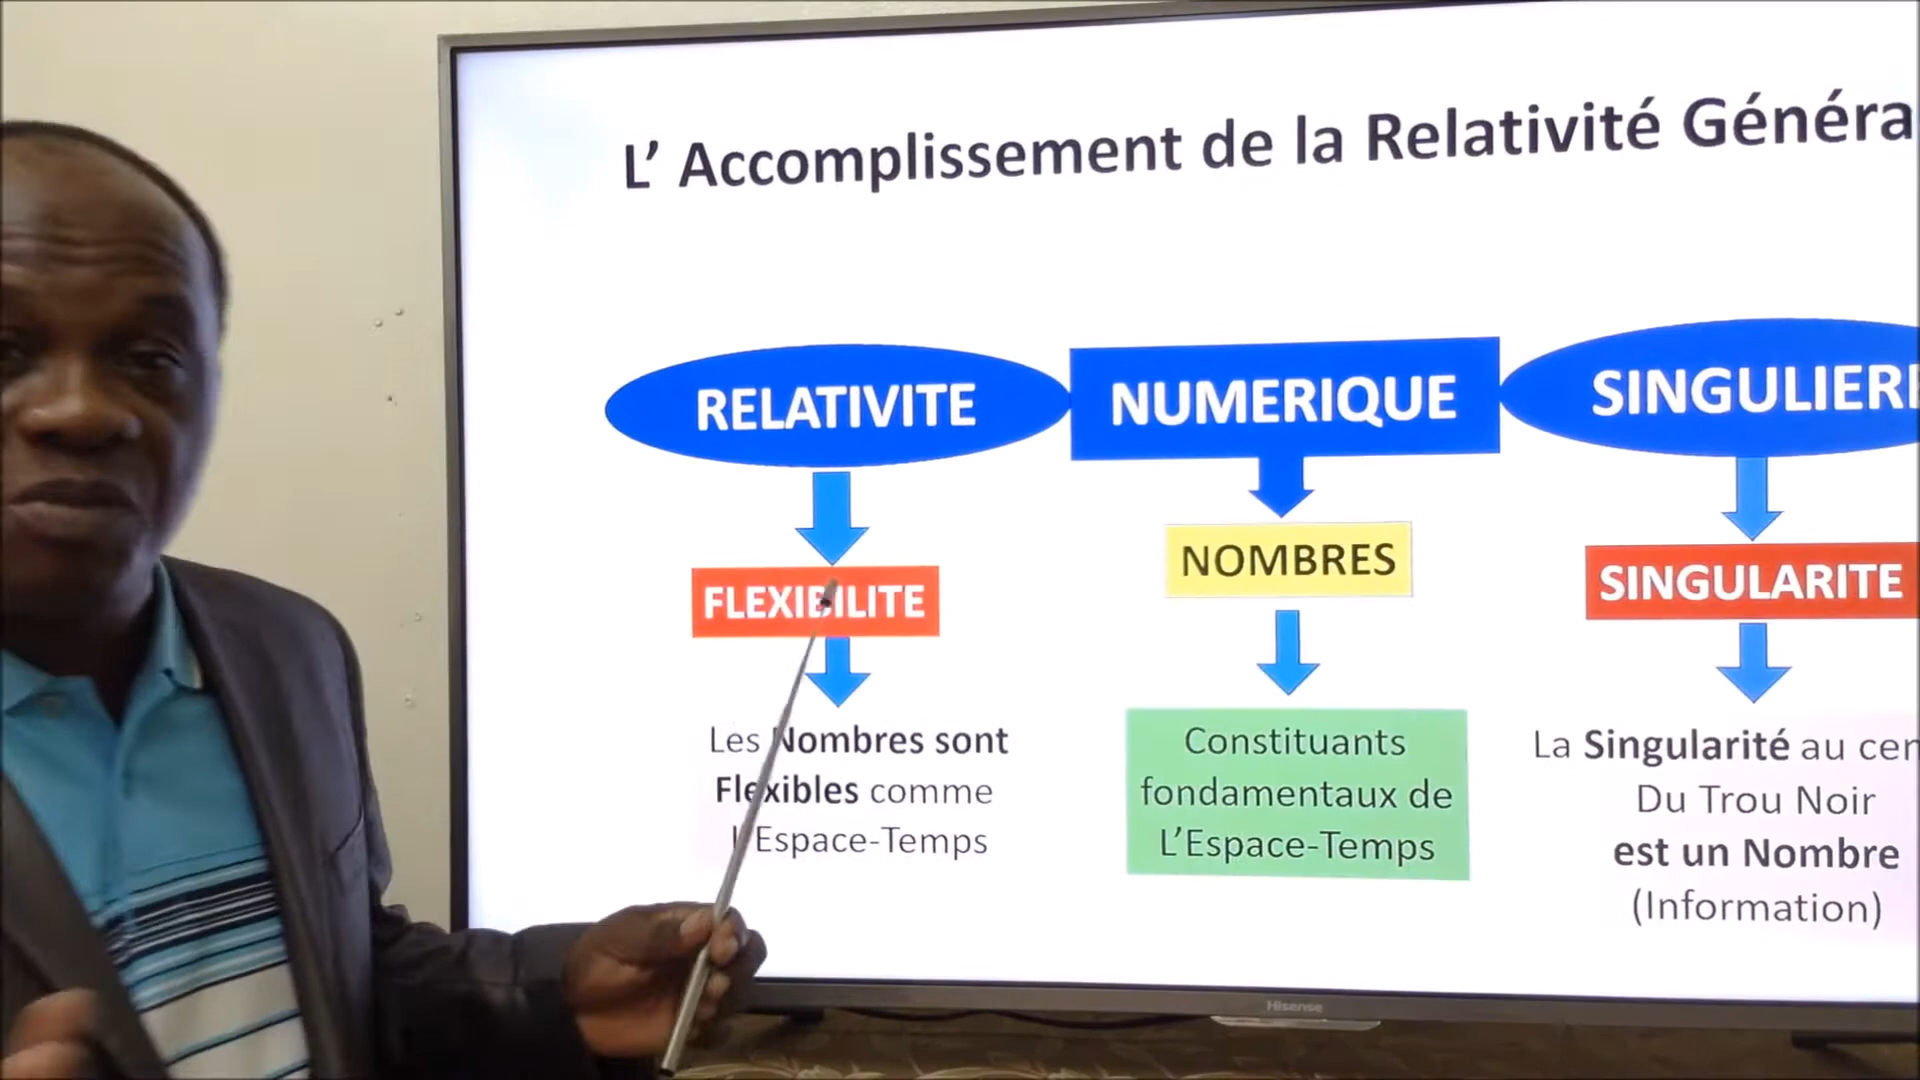 L' Accomplissement de la Relativité Généra
RELATIVITE
NUMERIQUE
SINGULIER
FLEXIBILITE
NOMBRES
SINGULARITE
Les Nombres sont
Flexibles comme
l'Espace-Temps
Constituants
fondamentaux de
L'Espace-Temps
La Singularité au cen
Du Trou Noir
est un Nombre
(Information)
Hisense